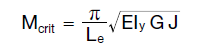 M_crit = π/L_e √(EI_y G J)